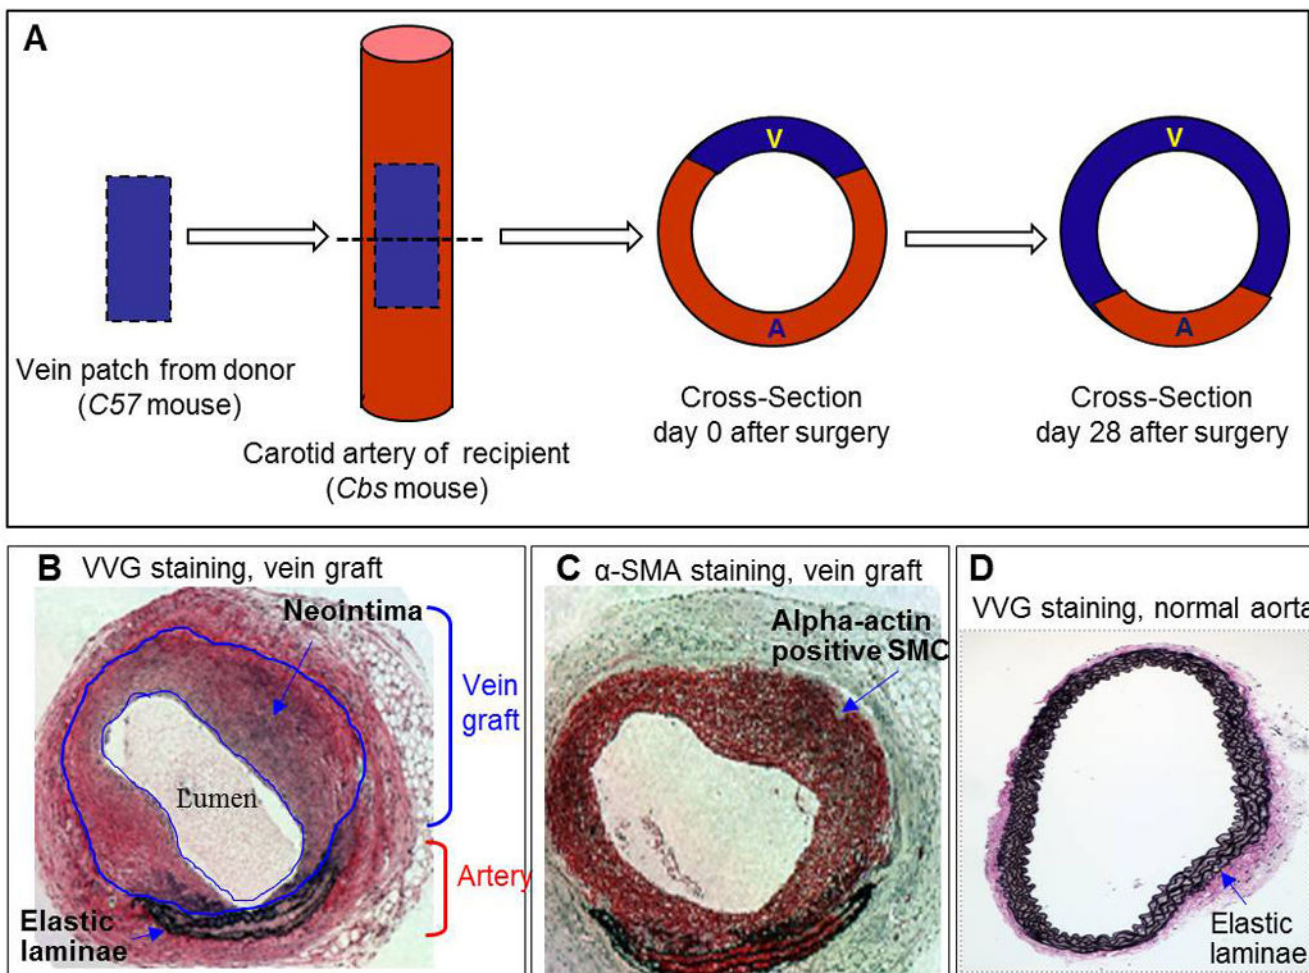 A
V
V
A
A
Vein patch from donor
(C57 mouse)
Carotid artery of recipient
(Cbs mouse)
Cross-Section
day 0 after surgery
Cross-Section
day 28 after surgery
B VVG staining, vein graft
Neointima
Vein
graft
Lumen
Artery
Elastic
laminae
C α-SMA staining, vein graft
Alpha-actin
positive SMC
D
VVG staining, normal aorta
Elastic
laminae